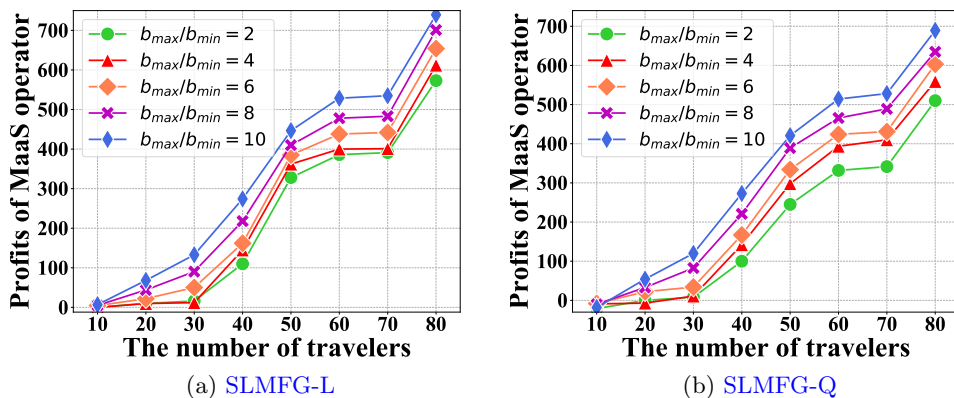 Profits of MaaS operator
700
600
500
400
300
200
100
0
b_max/b_min = 2
b_max/b_min = 4
b_max/b_min = 6
b_max/b_min = 8
b_max/b_min = 10
10 20 30 40 50 60 70 80
The number of travelers
(a) SLMFG-L
Profits of MaaS operator
700
600
500
400
300
200
100
0
b_max/b_min = 2
b_max/b_min = 4
b_max/b_min = 6
b_max/b_min = 8
b_max/b_min = 10
10 20 30 40 50 60 70 80
The number of travelers
(b) SLMFG-Q